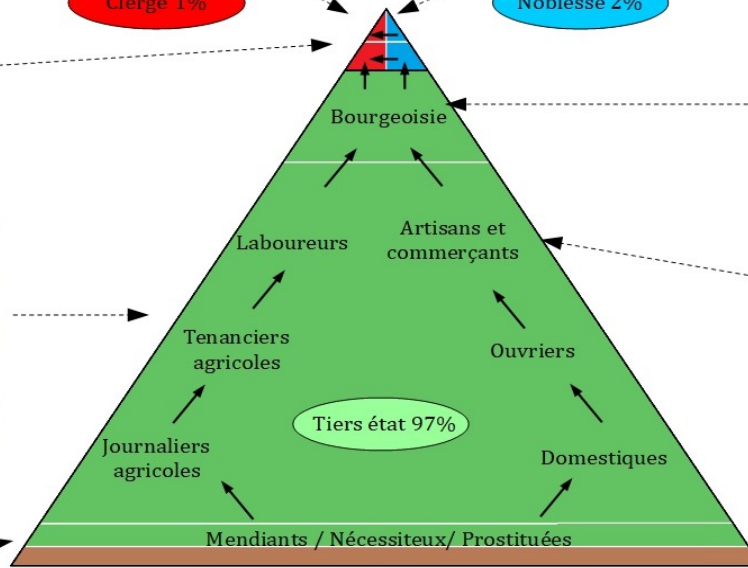 Clergé 1%
Noblesse 2%
Bourgeoisie
Laboureurs
Artisans et
commerçants
Tenanciers
agricoles
Ouvriers
Tiers état 97%
Journaliers
agricoles
Domestiques
Mendiants / Nécessiteux/ Prostituées